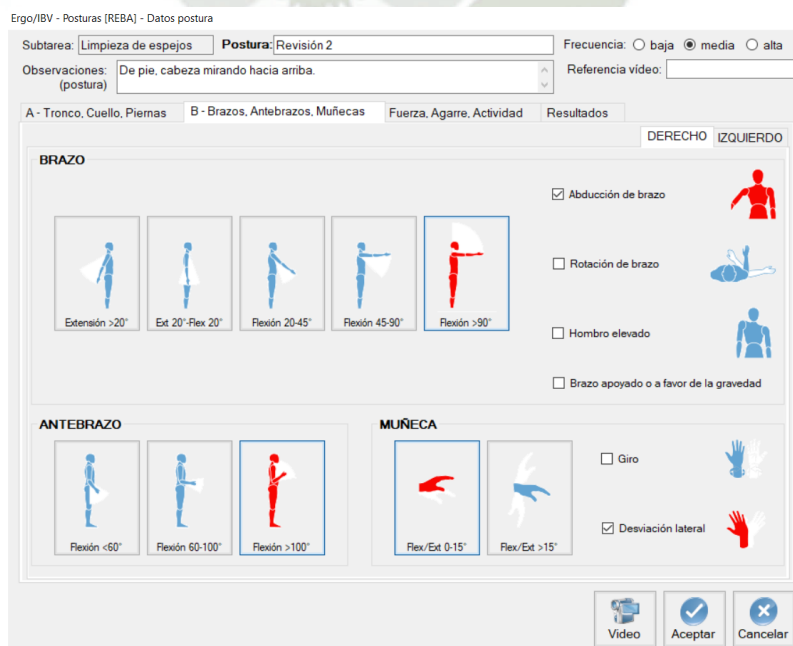 Ergo/IBV - Posturas [REBA] - Datos postura
Subtarea: Limpieza de espejos Postura: Revisión 2 Frecuencia: baja media alta
Observaciones: (postura) De pie, cabeza mirando hacia arriba. Referencia vídeo:
A - Tronco, Cuello, Piernas B - Brazos, Antebrazos, Muñecas Fuerza, Agarre, Actividad Resultados
DERECHO IZQUIERDO
BRAZO
Abducción de brazo
Rotación de brazo
Extensión >20° Ext 20°-Flex 20° Flexión 20-45° Flexión 45-90° Flexión >90°
Hombro elevado
Brazo apoyado o a favor de la gravedad
ANTEBRAZO
Flexión <60° Flexión 60-100° Flexión >100°
MUÑECA
Giro
Desviación lateral
Flex/Ext 0-15° Flex/Ext >15°
Video Aceptar Cancelar